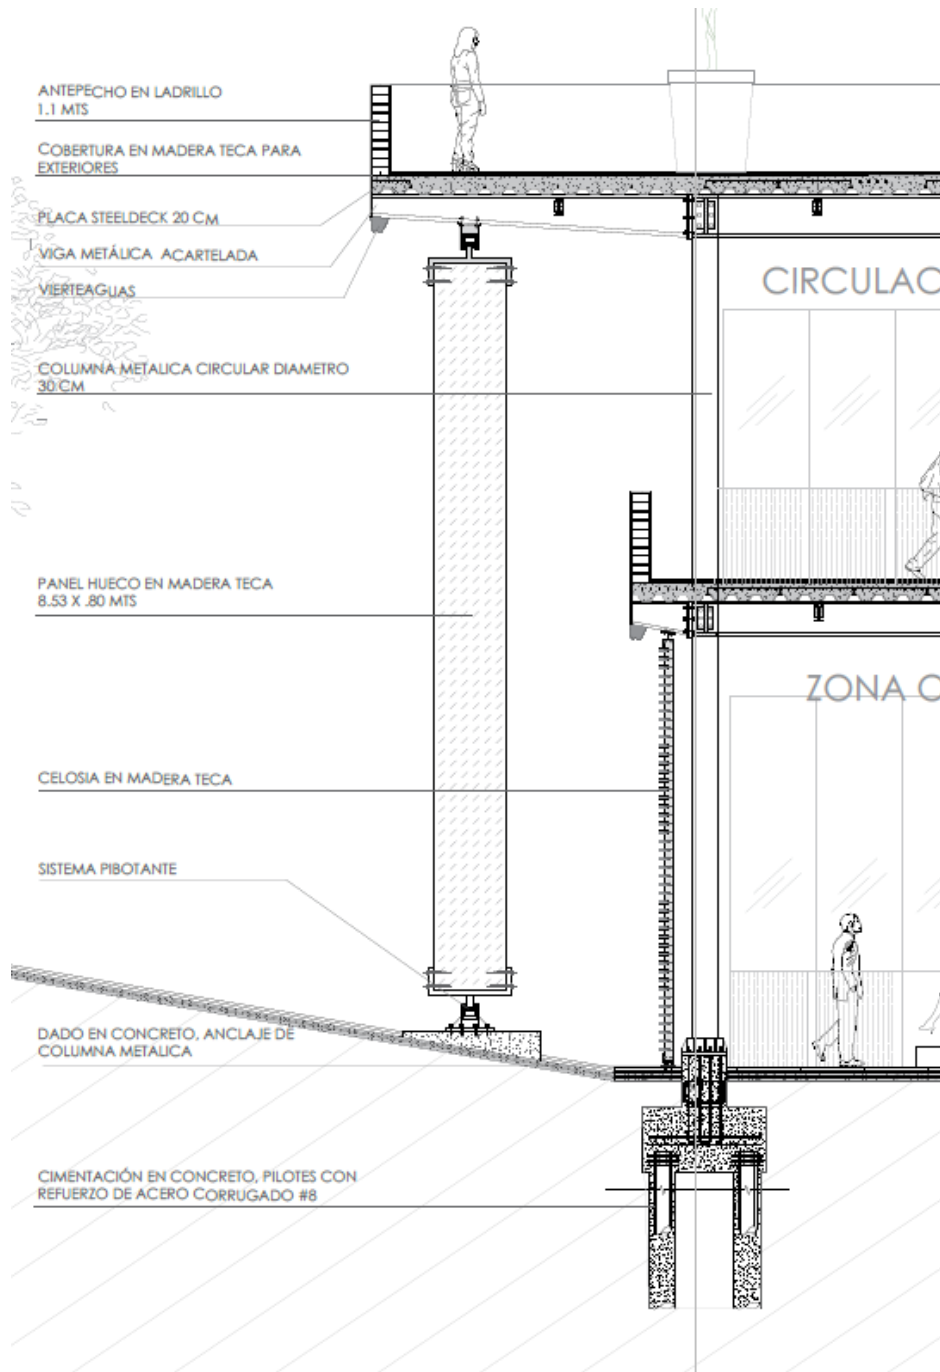 ANTEPECHO EN LADRILLO
1.1 MTS
COBERTURA EN MADERA TECA PARA
EXTERIORES
PLACA STEELDECK 20 CM
VIGA METÁLICA ACARTELADA
VIERTEAGUAS
CIRCULAC
COLUMNA METALICA CIRCULAR DIAMETRO
30 CM
PANEL HUECO EN MADERA TECA
8.53 X .80 MTS
ZONA C
CELOSIA EN MADERA TECA
SISTEMA PIBOTANTE
DADO EN CONCRETO, ANCLAJE DE
COLUMNA METALICA
CIMENTACIÓN EN CONCRETO, PILOTES CON
REFUERZO DE ACERO CORRUGADO #8